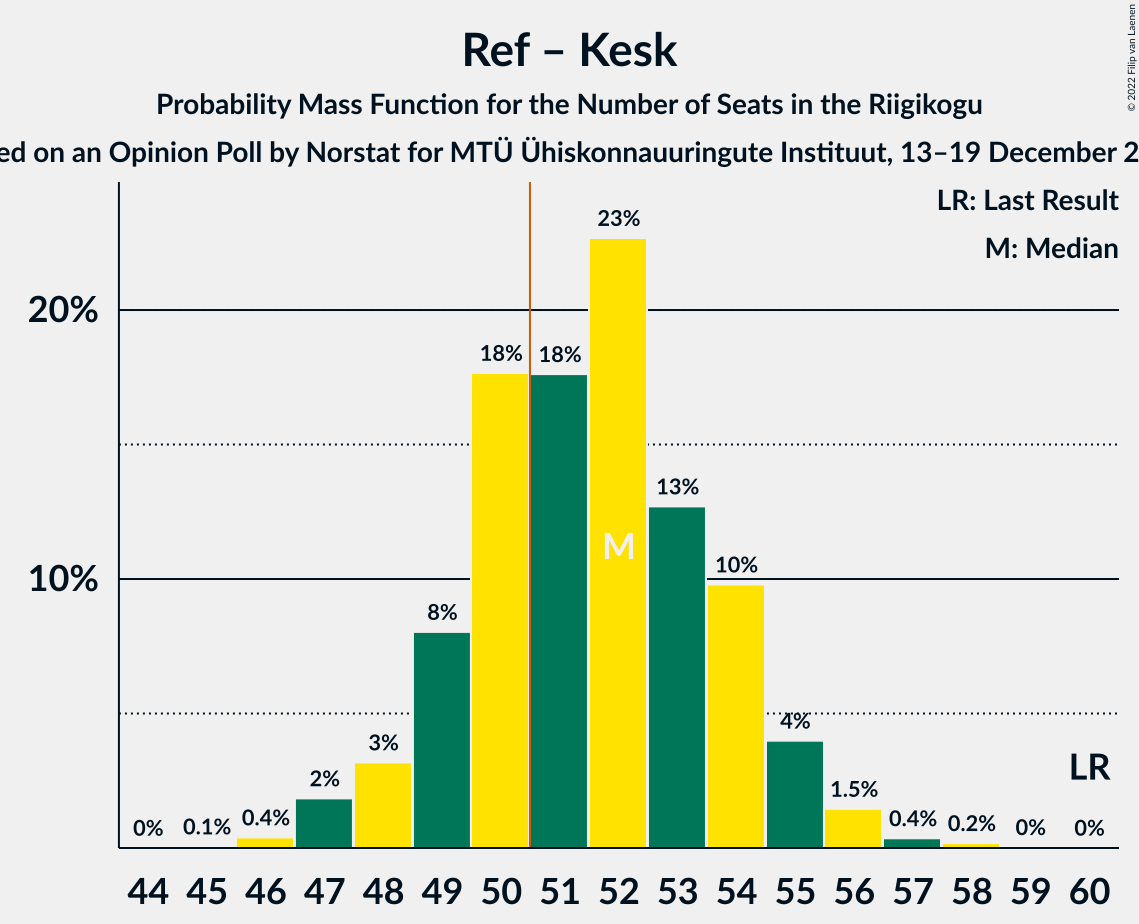 Ref – Kesk
Probability Mass Function for the Number of Seats in the Riigikogu
ed on an Opinion Poll by Norstat for MTÜ Ühiskonnauuringute Instituut, 13–19 December 2
© 2022 Filip van Laenen
LR: Last Result
M: Median
23%
20%
18% 18%
13%
M
10%
10%
8%
4%
3%
LR
2%
1.5%
0% 0.1% 0.4% 0.4% 0.2% 0% 0%
44 45 46 47 48 49 50 51 52 53 54 55 56 57 58 59 60